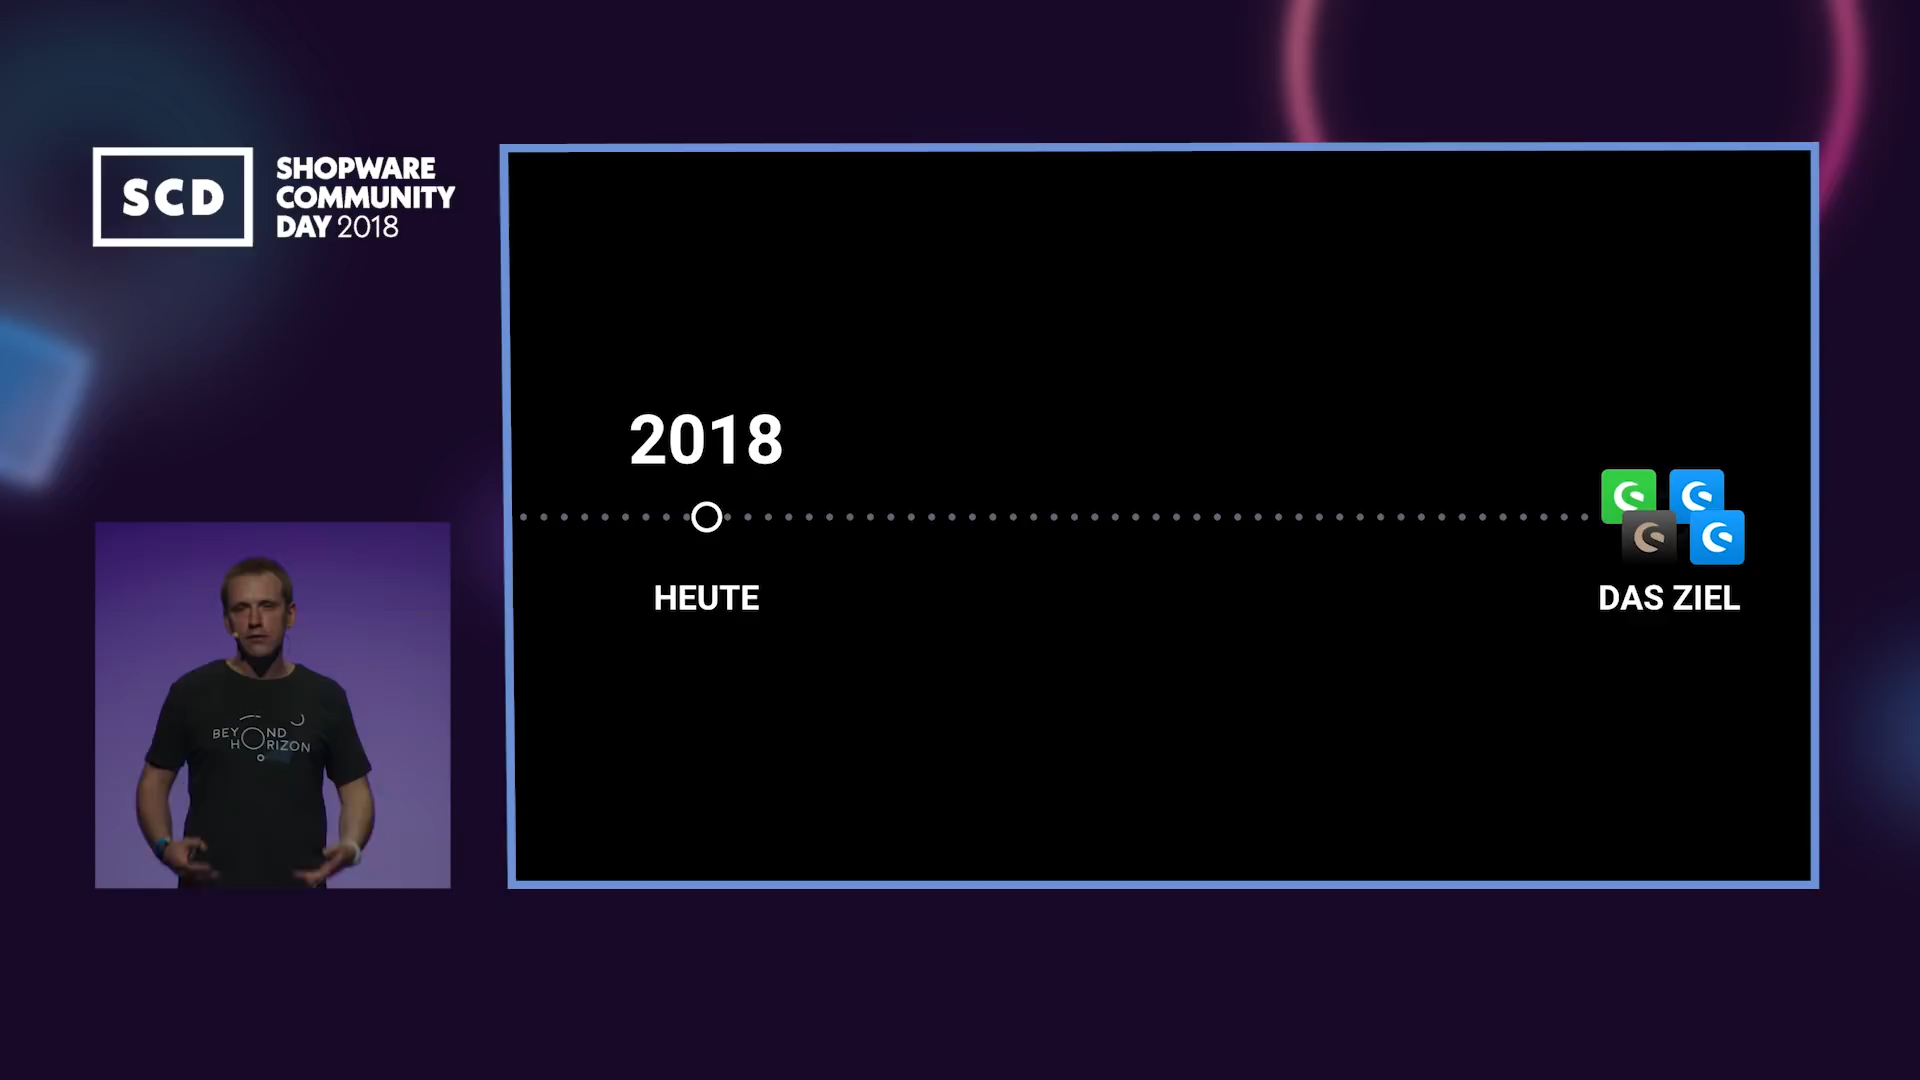 SCD
SHOPWARE
COMMUNITY
DAY 2018
2018
HEUTE
DAS ZIEL
BEYOND
HORIZON